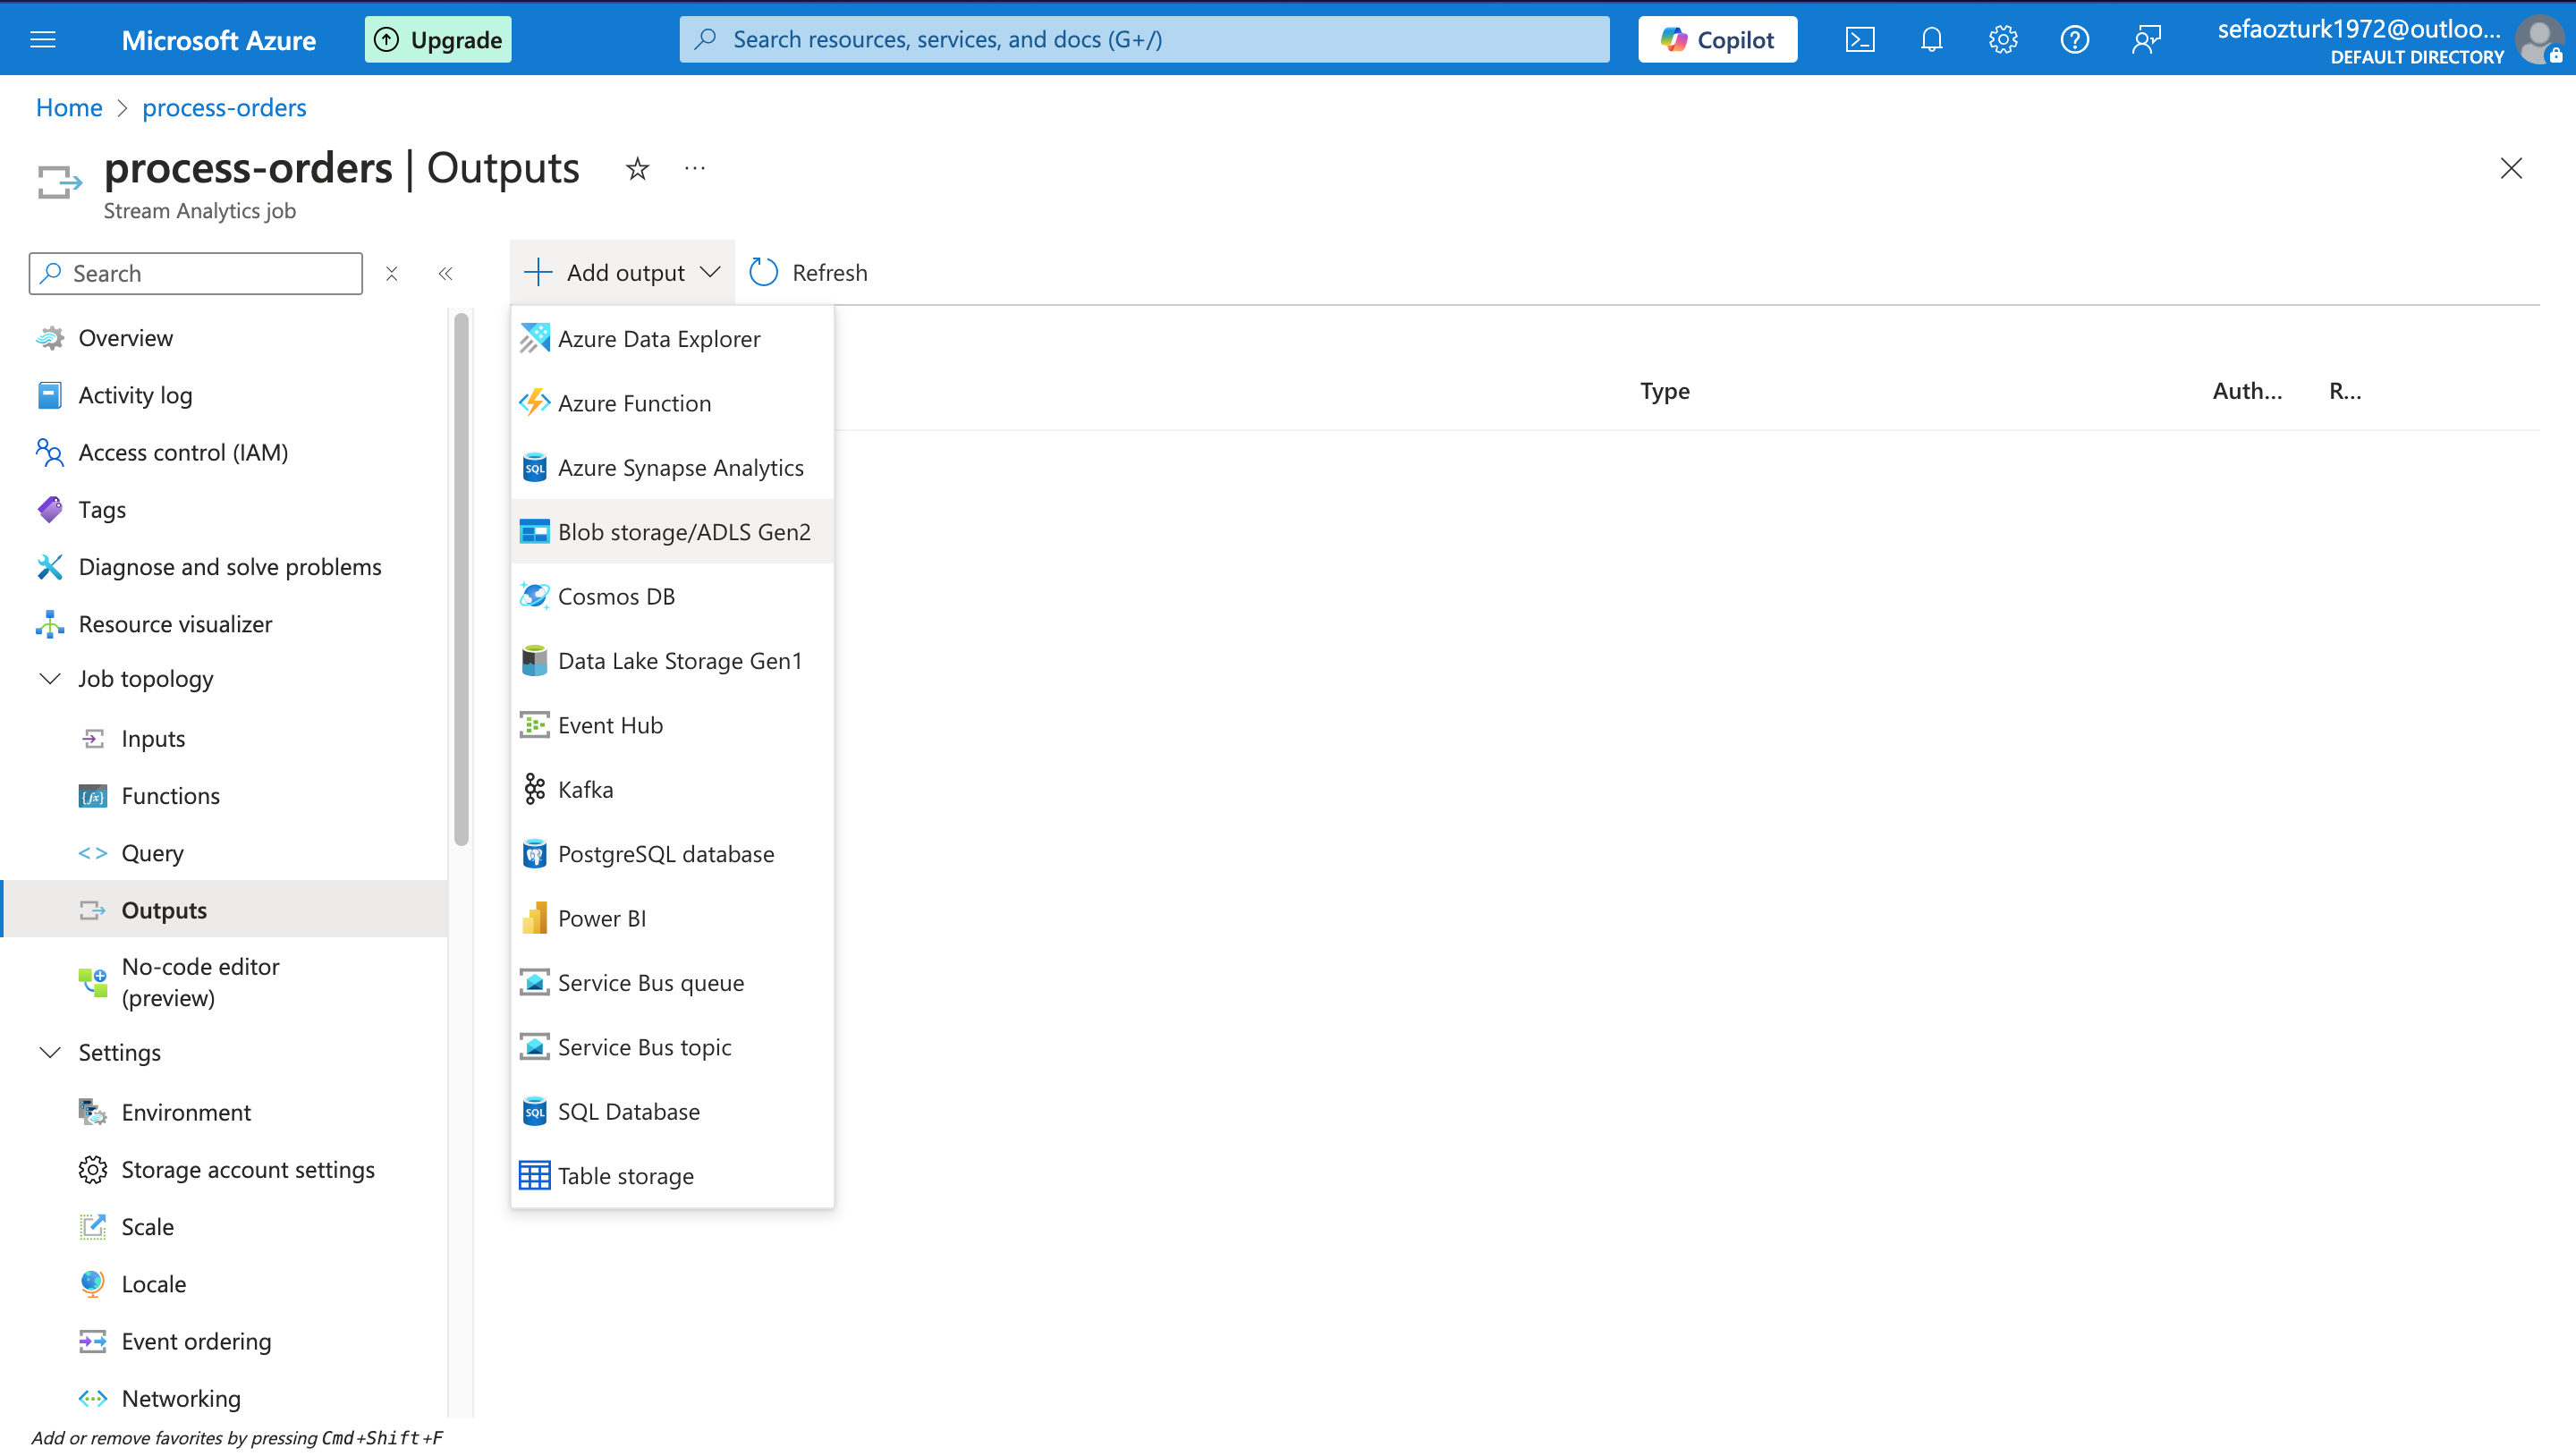 Microsoft Azure
Upgrade
Search resources, services, and docs (G+/)
Copilot
sefaozturk1972@outloo...
DEFAULT DIRECTORY
Home > process-orders
process-orders | Outputs
Stream Analytics job
Search
Add output
Refresh
Overview
Activity log
Access control (IAM)
Tags
Diagnose and solve problems
Resource visualizer
Job topology
Inputs
Functions
Query
Outputs
No-code editor
(preview)
Settings
Environment
Storage account settings
Scale
Locale
Event ordering
Networking
Add or remove favorites by pressing Cmd+Shift+F
Azure Data Explorer
Azure Function
Azure Synapse Analytics
Blob storage/ADLS Gen2
Cosmos DB
Data Lake Storage Gen1
Event Hub
Kafka
PostgreSQL database
Power BI
Service Bus queue
Service Bus topic
SQL Database
Table storage
Type
Auth...
R...